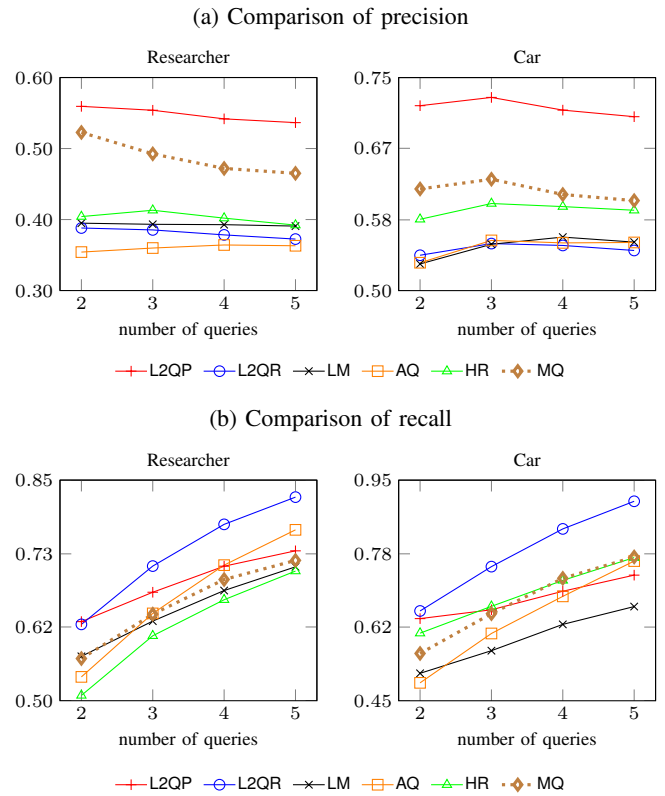 (a) Comparison of precision
Researcher
Car
0.60
0.50
0.40
0.30
2 3 4 5
number of queries
0.75
0.67
0.58
0.50
2 3 4 5
number of queries
L2QP L2QR LM AQ HR MQ
(b) Comparison of recall
Researcher
Car
0.85
0.73
0.62
0.50
2 3 4 5
number of queries
0.95
0.78
0.62
0.45
2 3 4 5
number of queries
L2QP L2QR LM AQ HR MQ